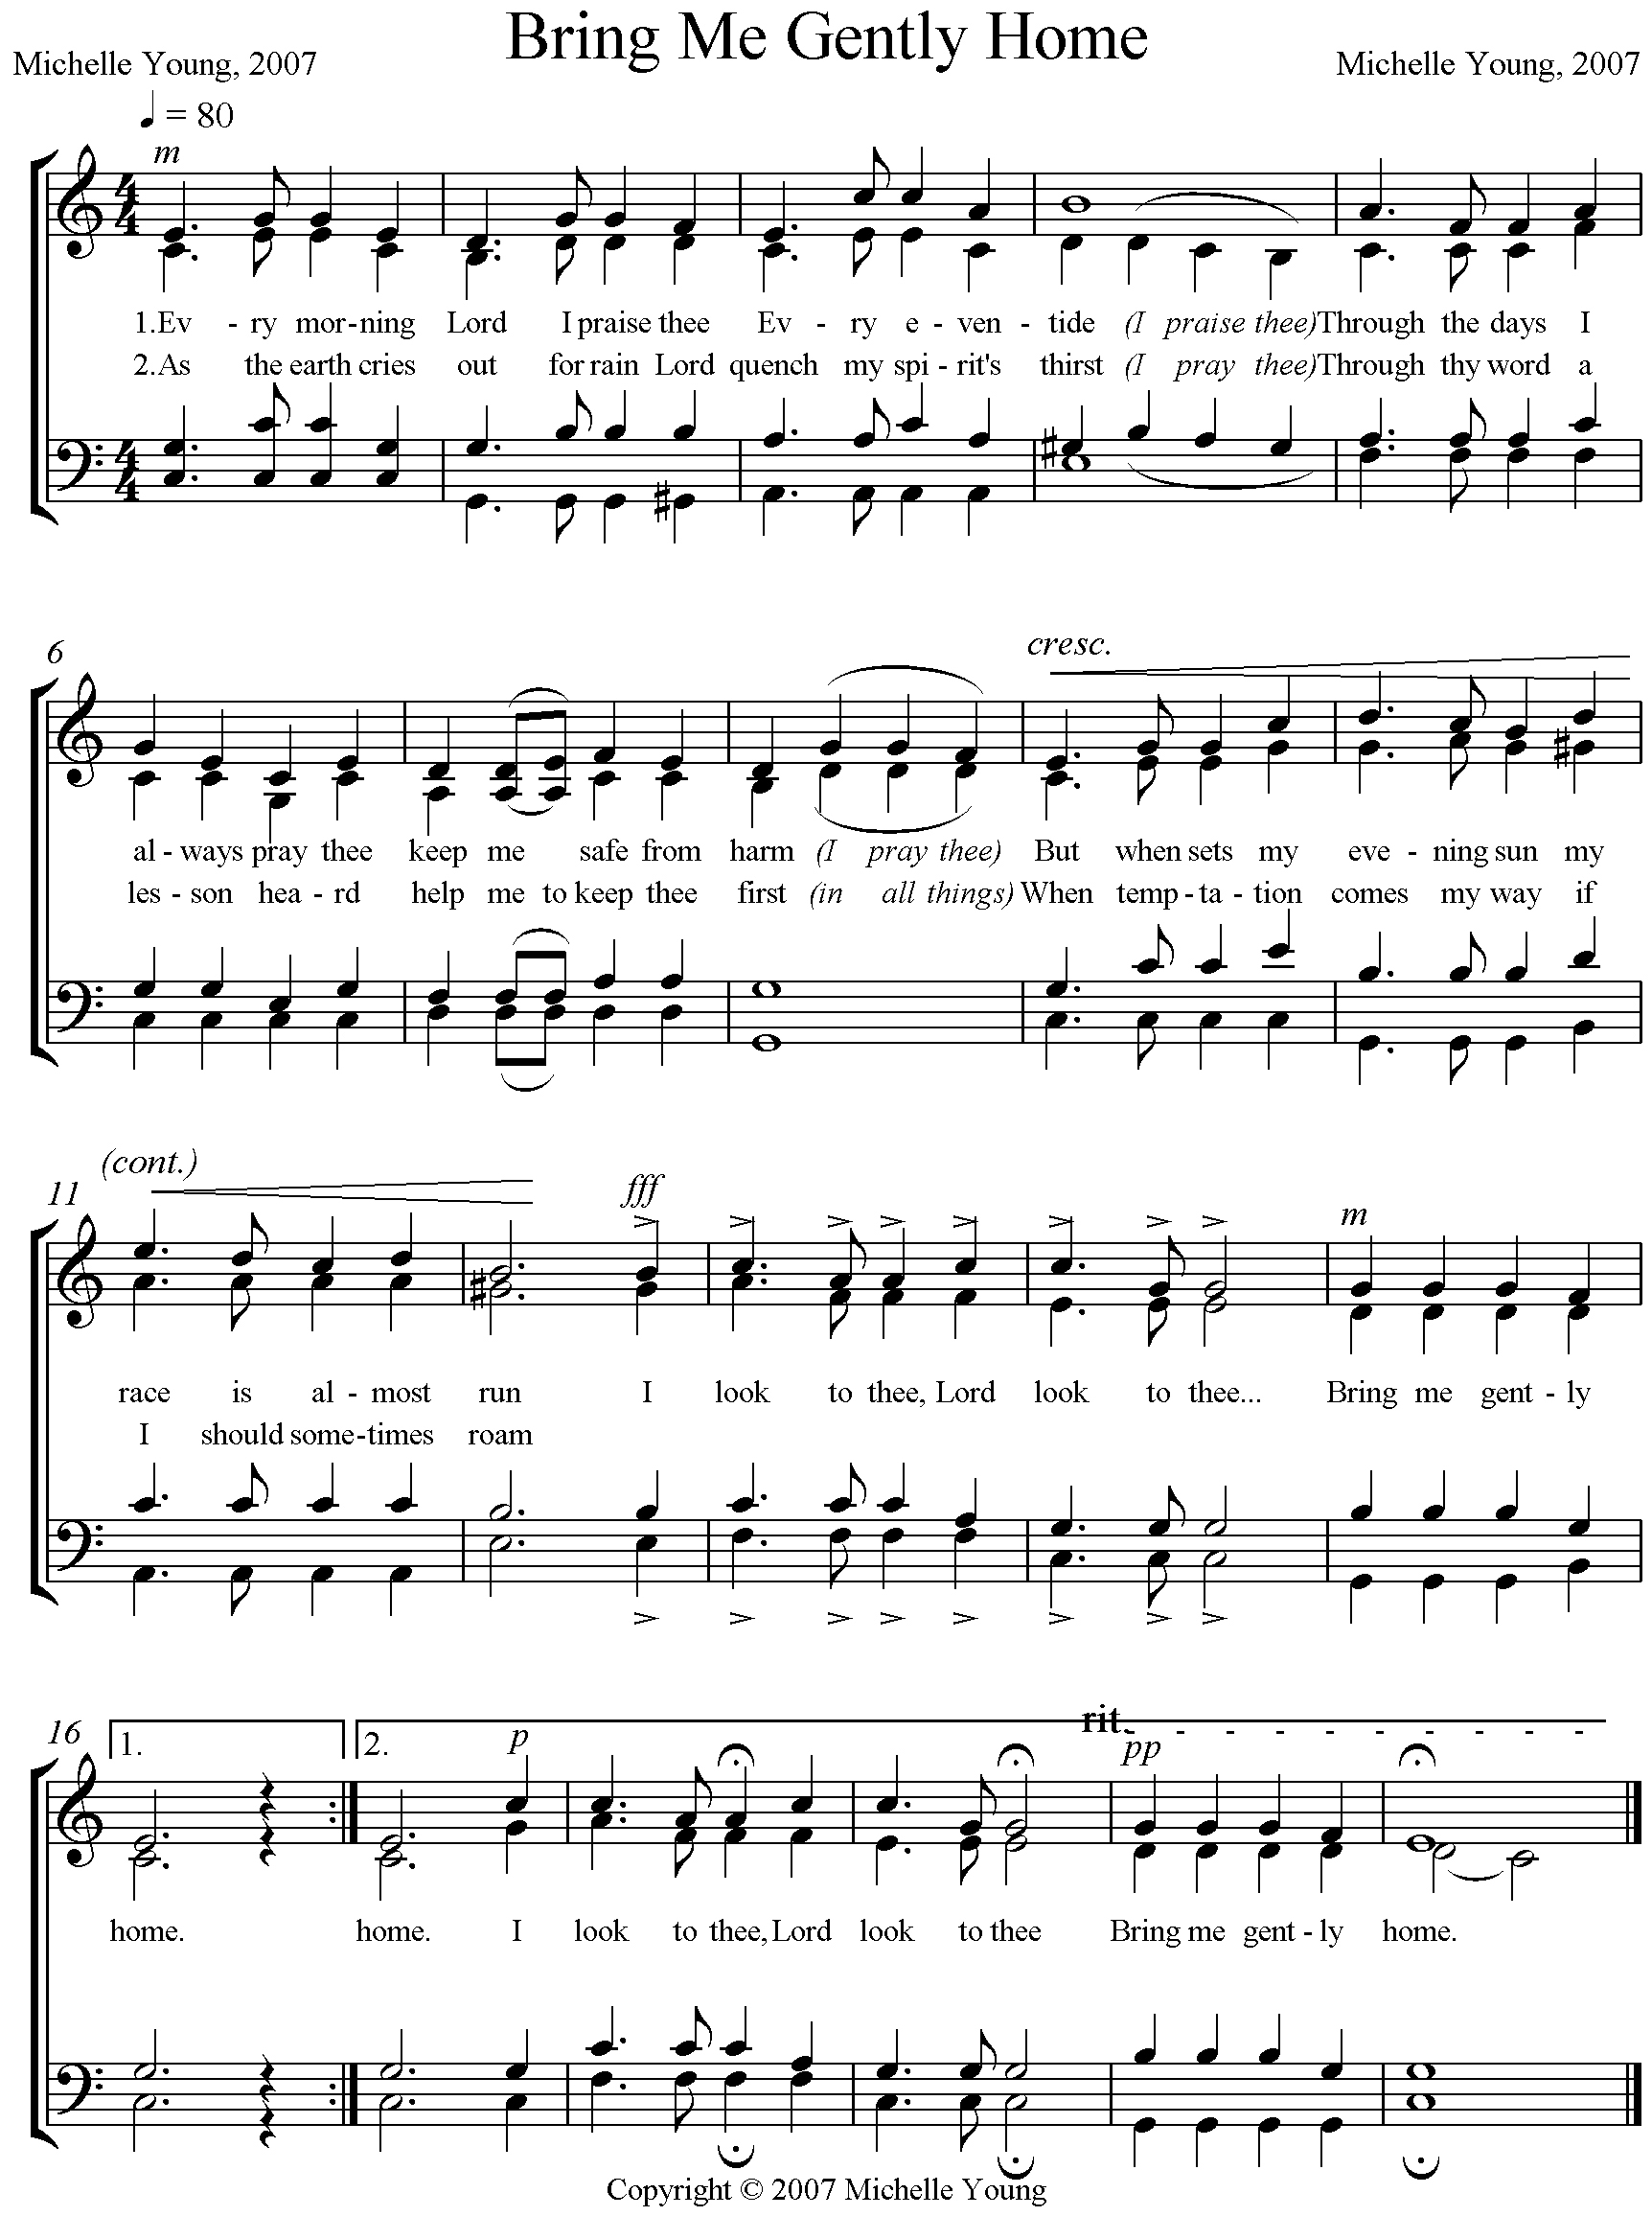 Bring Me Gently Home
Michelle Young, 2007
Michelle Young, 2007
= 80
m
4
4
1.Ev - ry mor-ning Lord I praise thee Ev - ry e - ven - tide (I praise thee)Through the days I
2.As the earth cries out for rain Lord quench my spi - rit's thirst (I pray thee)Through thy word a
4
4
6
cresc.
al - ways pray thee keep me safe from harm (I pray thee) But when sets my eve - ning sun my
les - son hea - rd help me to keep thee first (in all things) When temp - ta - tion comes my way if
(cont.)
11
fff
m
race is al - most run I look to thee, Lord look to thee... Bring me gent - ly
I should some-times roam
16
1.
2.
p
rit.
pp
home. home. I look to thee, Lord look to thee Bring me gent - ly home.
Copyright © 2007 Michelle Young